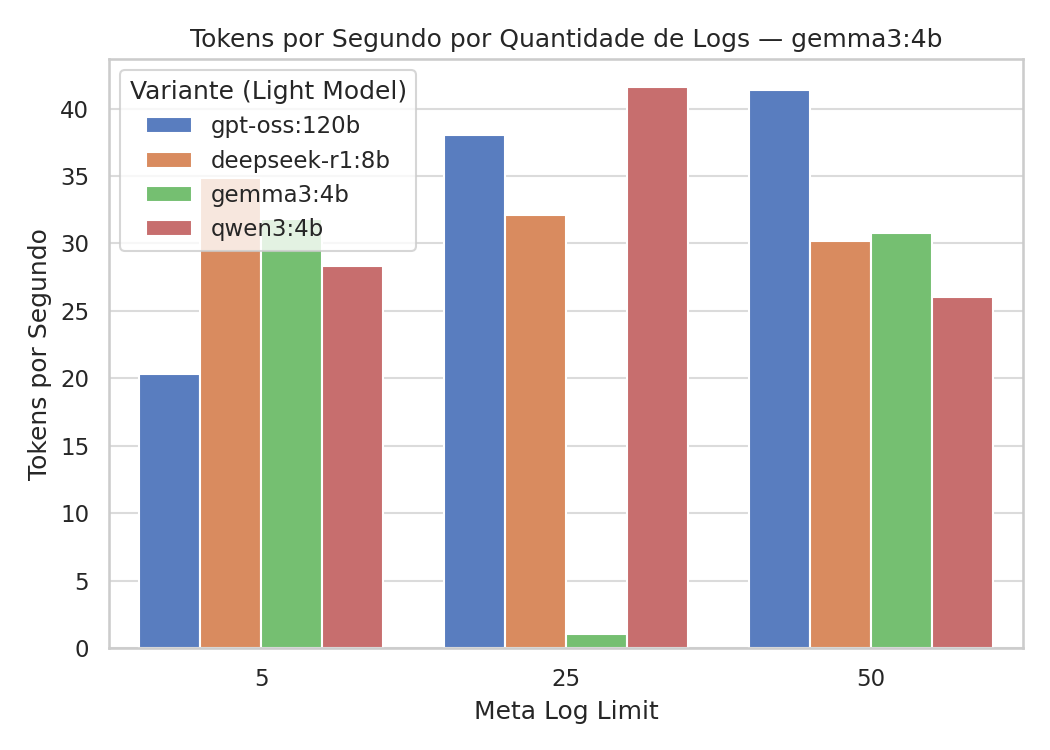 Tokens por Segundo por Quantidade de Logs — gemma3:4b
Tokens por Segundo
40
35
30
25
20
15
10
5
0
Variante (Light Model)
gpt-oss:120b
deepseek-r1:8b
gemma3:4b
qwen3:4b
5
25
50
Meta Log Limit